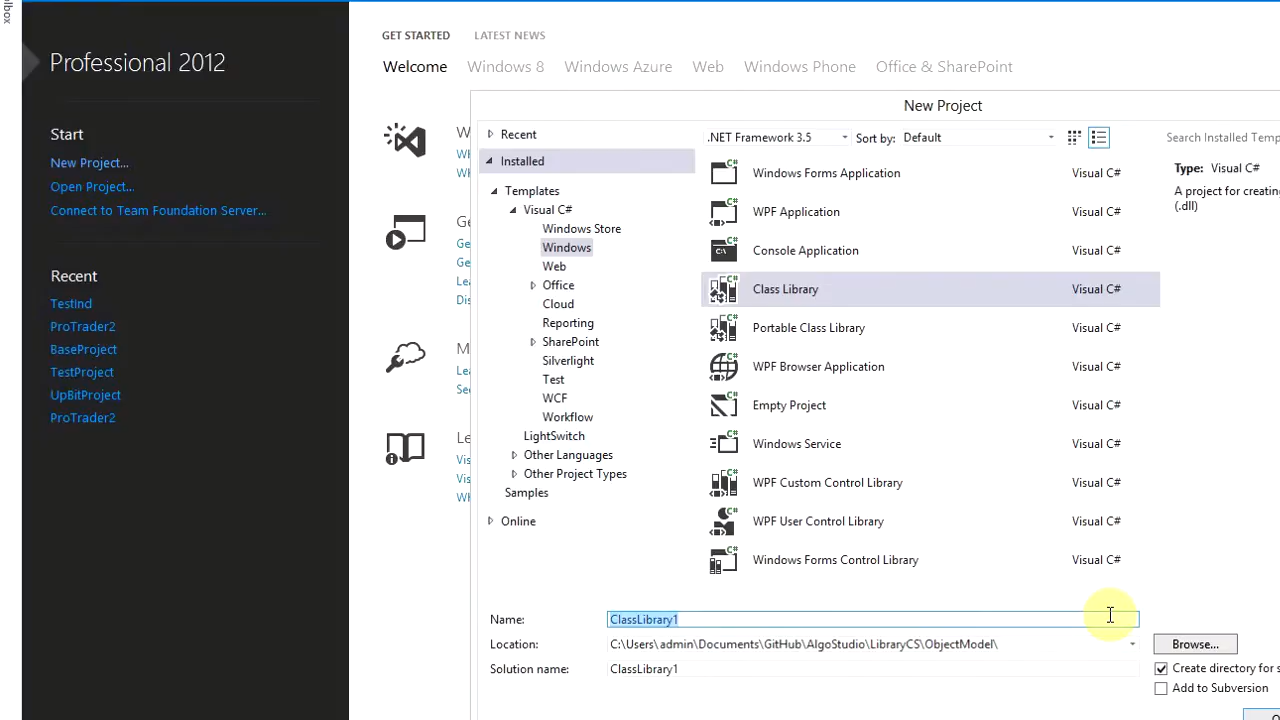 lbox
Professional 2012
Start
New Project...
Open Project...
Connect to Team Foundation Server...
Recent
TestInd
ProTrader2
BaseProject
TestProject
UpBitProject
ProTrader2
GET STARTED LATEST NEWS
Welcome Windows 8 Windows Azure Web Windows Phone Office & SharePoint
New Project
Recent
Installed
Templates
Visual C#
Windows Store
Windows
Web
Office
Cloud
Reporting
SharePoint
Silverlight
Test
WCF
Workflow
LightSwitch
Other Languages
Other Project Types
Samples
Online
.NET Framework 3.5 Sort by: Default
Windows Forms Application Visual C#
WPF Application Visual C#
Console Application Visual C#
Class Library Visual C#
Portable Class Library Visual C#
WPF Browser Application Visual C#
Empty Project Visual C#
Windows Service Visual C#
WPF Custom Control Library Visual C#
WPF User Control Library Visual C#
Windows Forms Control Library Visual C#
Search Installed Temp
Type: Visual C#
A project for creating
(.dll)
Name: ClassLibrary1
Location: C:\Users\admin\Documents\GitHub\AlgoStudio\LibraryCS\ObjectModel\
Browse...
Solution name: ClassLibrary1
Create directory for s
Add to Subversion